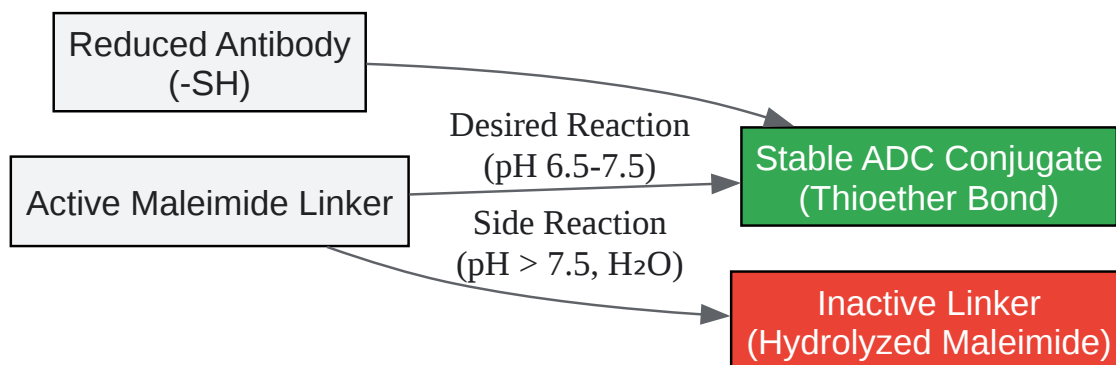 Reduced Antibody
(-SH)
Desired Reaction
(pH 6.5-7.5)
Stable ADC Conjugate
(Thioether Bond)
Active Maleimide Linker
Side Reaction
(pH > 7.5, H₂O)
Inactive Linker
(Hydrolyzed Maleimide)